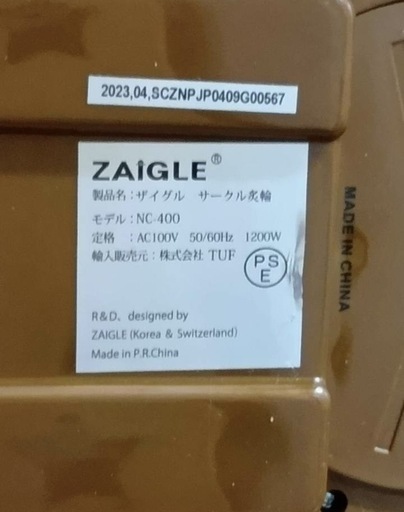 2023,04,SCZNPJP0409G00567
ZAiGLE®
製品名：ザイグル　サークル炙輪
モデル：NC-400
定格　：AC100V　50/60Hz　1200W
輸入販売元：株式会社 TUF
PS
E
R&D、designed by
ZAIGLE(Korea & Switzerland)
Made in P.R.China
MADE IN CHINA